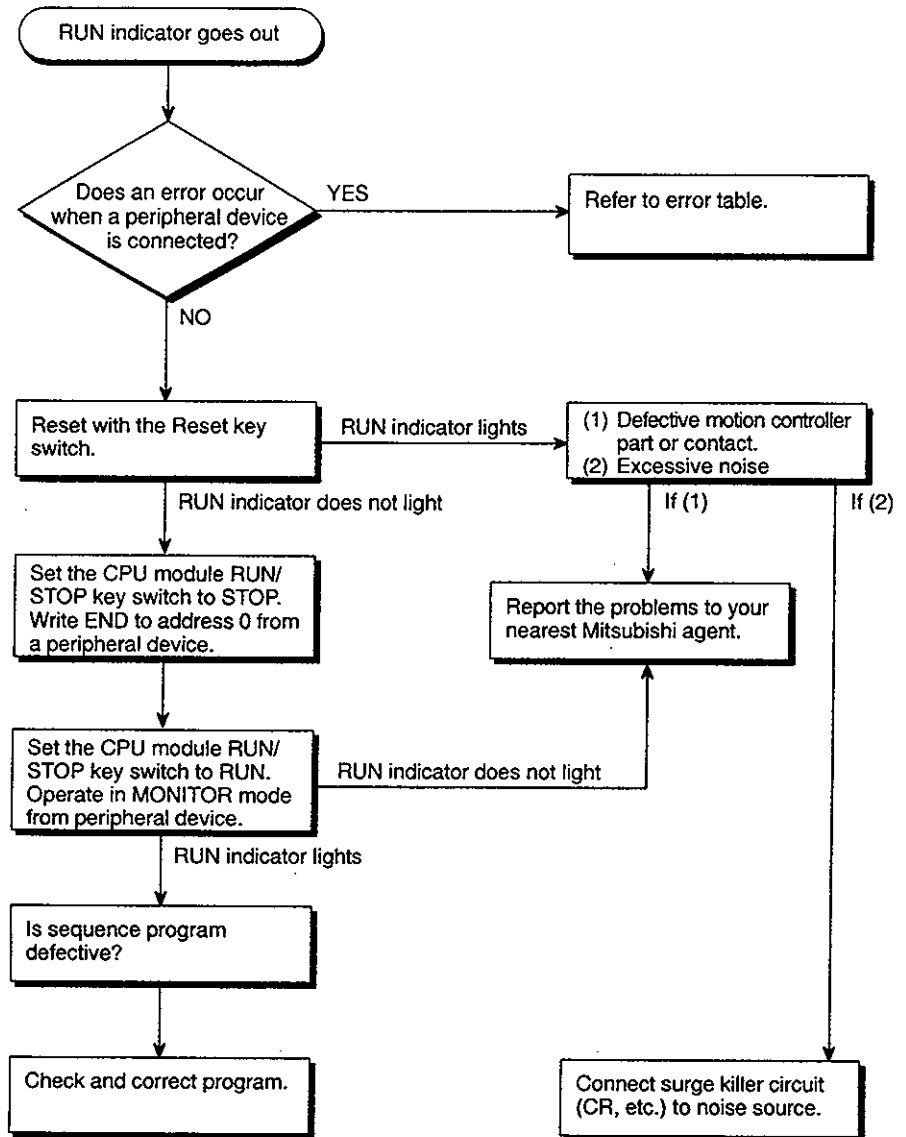 RUN indicator goes out
Does an error occur
when a peripheral device
is connected?
YES
Refer to error table.
NO
Reset with the Reset key
switch.
RUN indicator lights
(1) Defective motion controller
part or contact.
(2) Excessive noise
RUN indicator does not light
If (1)
If (2)
Set the CPU module RUN/
STOP key switch to STOP.
Write END to address 0 from
a peripheral device.
Report the problems to your
nearest Mitsubishi agent.
Set the CPU module RUN/
STOP key switch to RUN.
Operate in MONITOR mode
from peripheral device.
RUN indicator does not light
RUN indicator lights
Is sequence program
defective?
Check and correct program.
Connect surge killer circuit
(CR, etc.) to noise source.